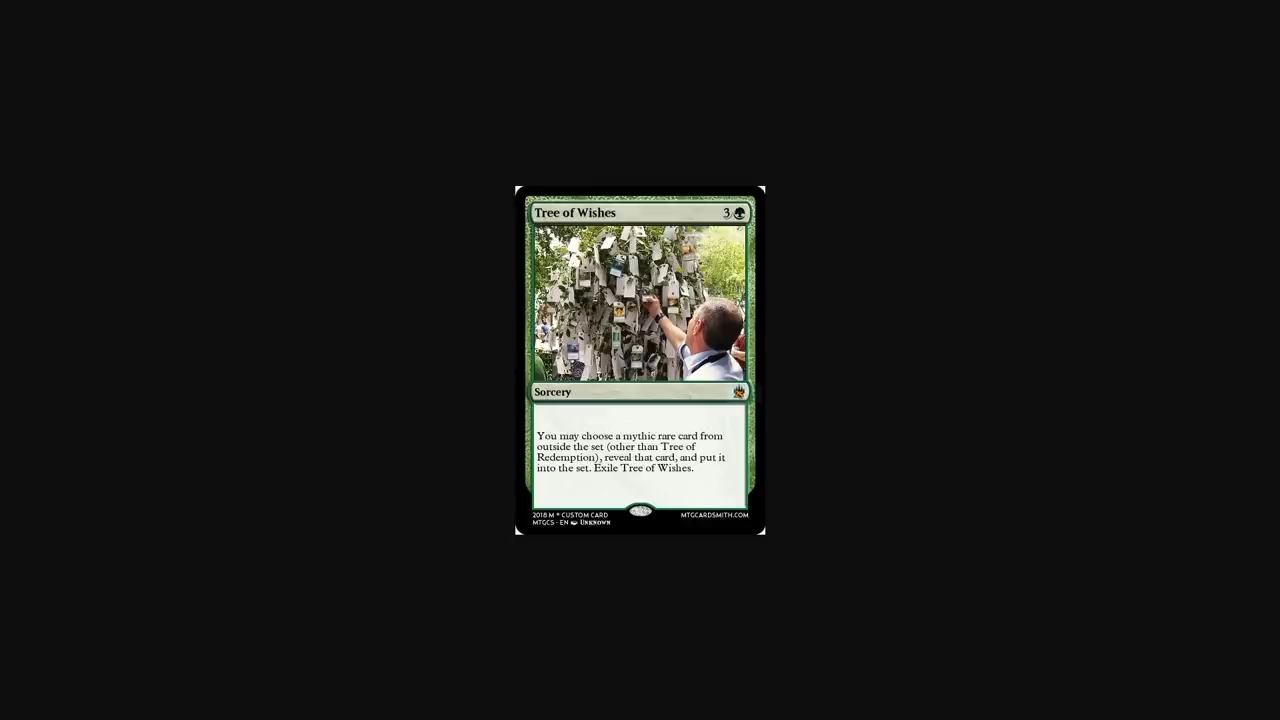 Tree of Wishes 3
Sorcery
You may choose a mythic rare card from
outside the set (other than Tree of
Redemption), reveal that card, and put it
into the set. Exile Tree of Wishes.
2018 M * CUSTOM CARD MTGCARDSMITH.COM
MTGCS · EN UNKNOWN